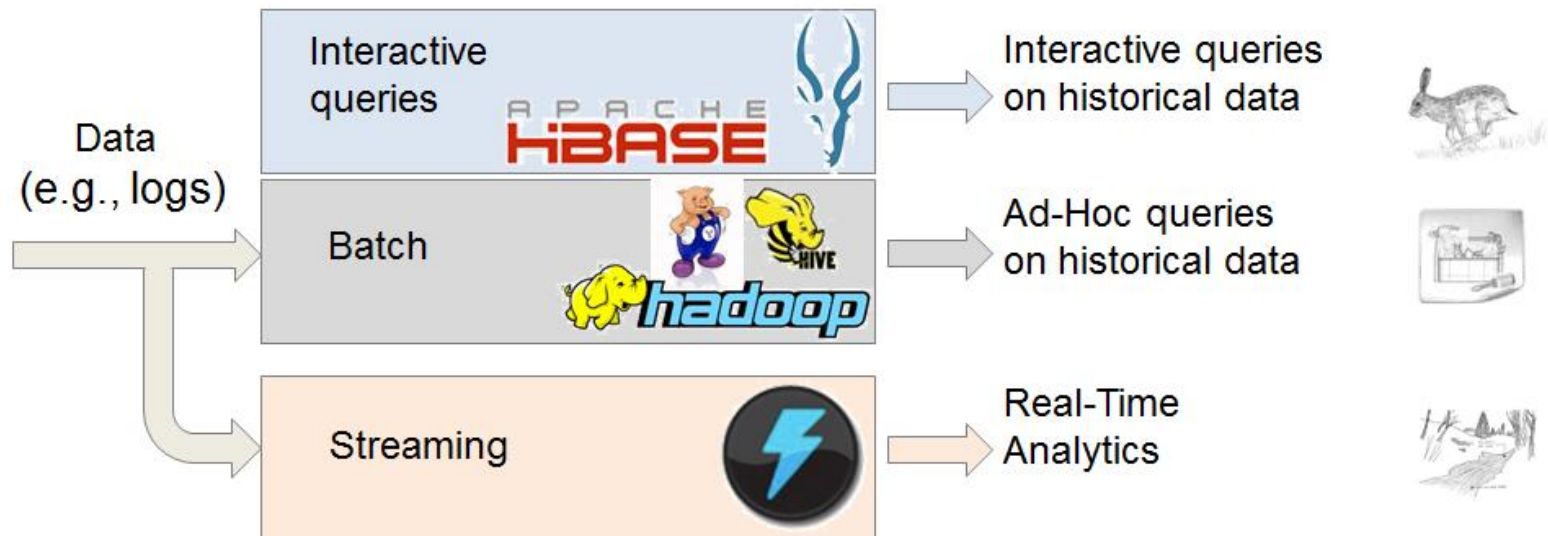 Data
(e.g., logs)
Interactive
queries
APACHE
HBASE
Interactive queries
on historical data
Batch
HIVE
hadoop
Ad-Hoc queries
on historical data
Streaming
Real-Time
Analytics